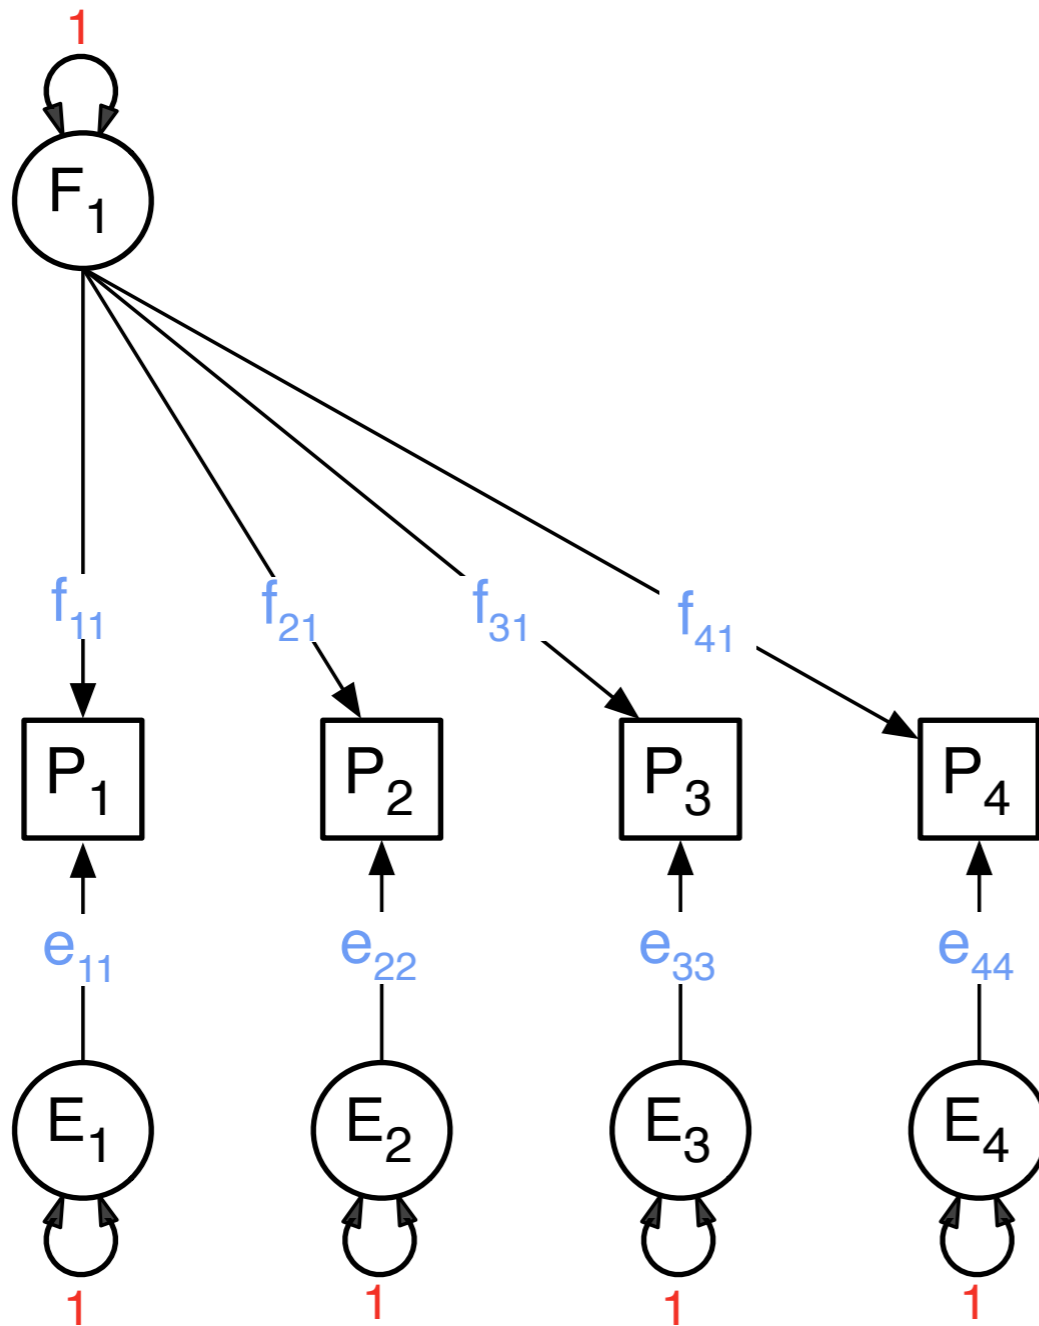 1
F₁
f₁₁ f₂₁ f₃₁ f₄₁
P₁ P₂ P₃ P₄
e₁₁ e₂₂ e₃₃ e₄₄
E₁ E₂ E₃ E₄
1 1 1 1